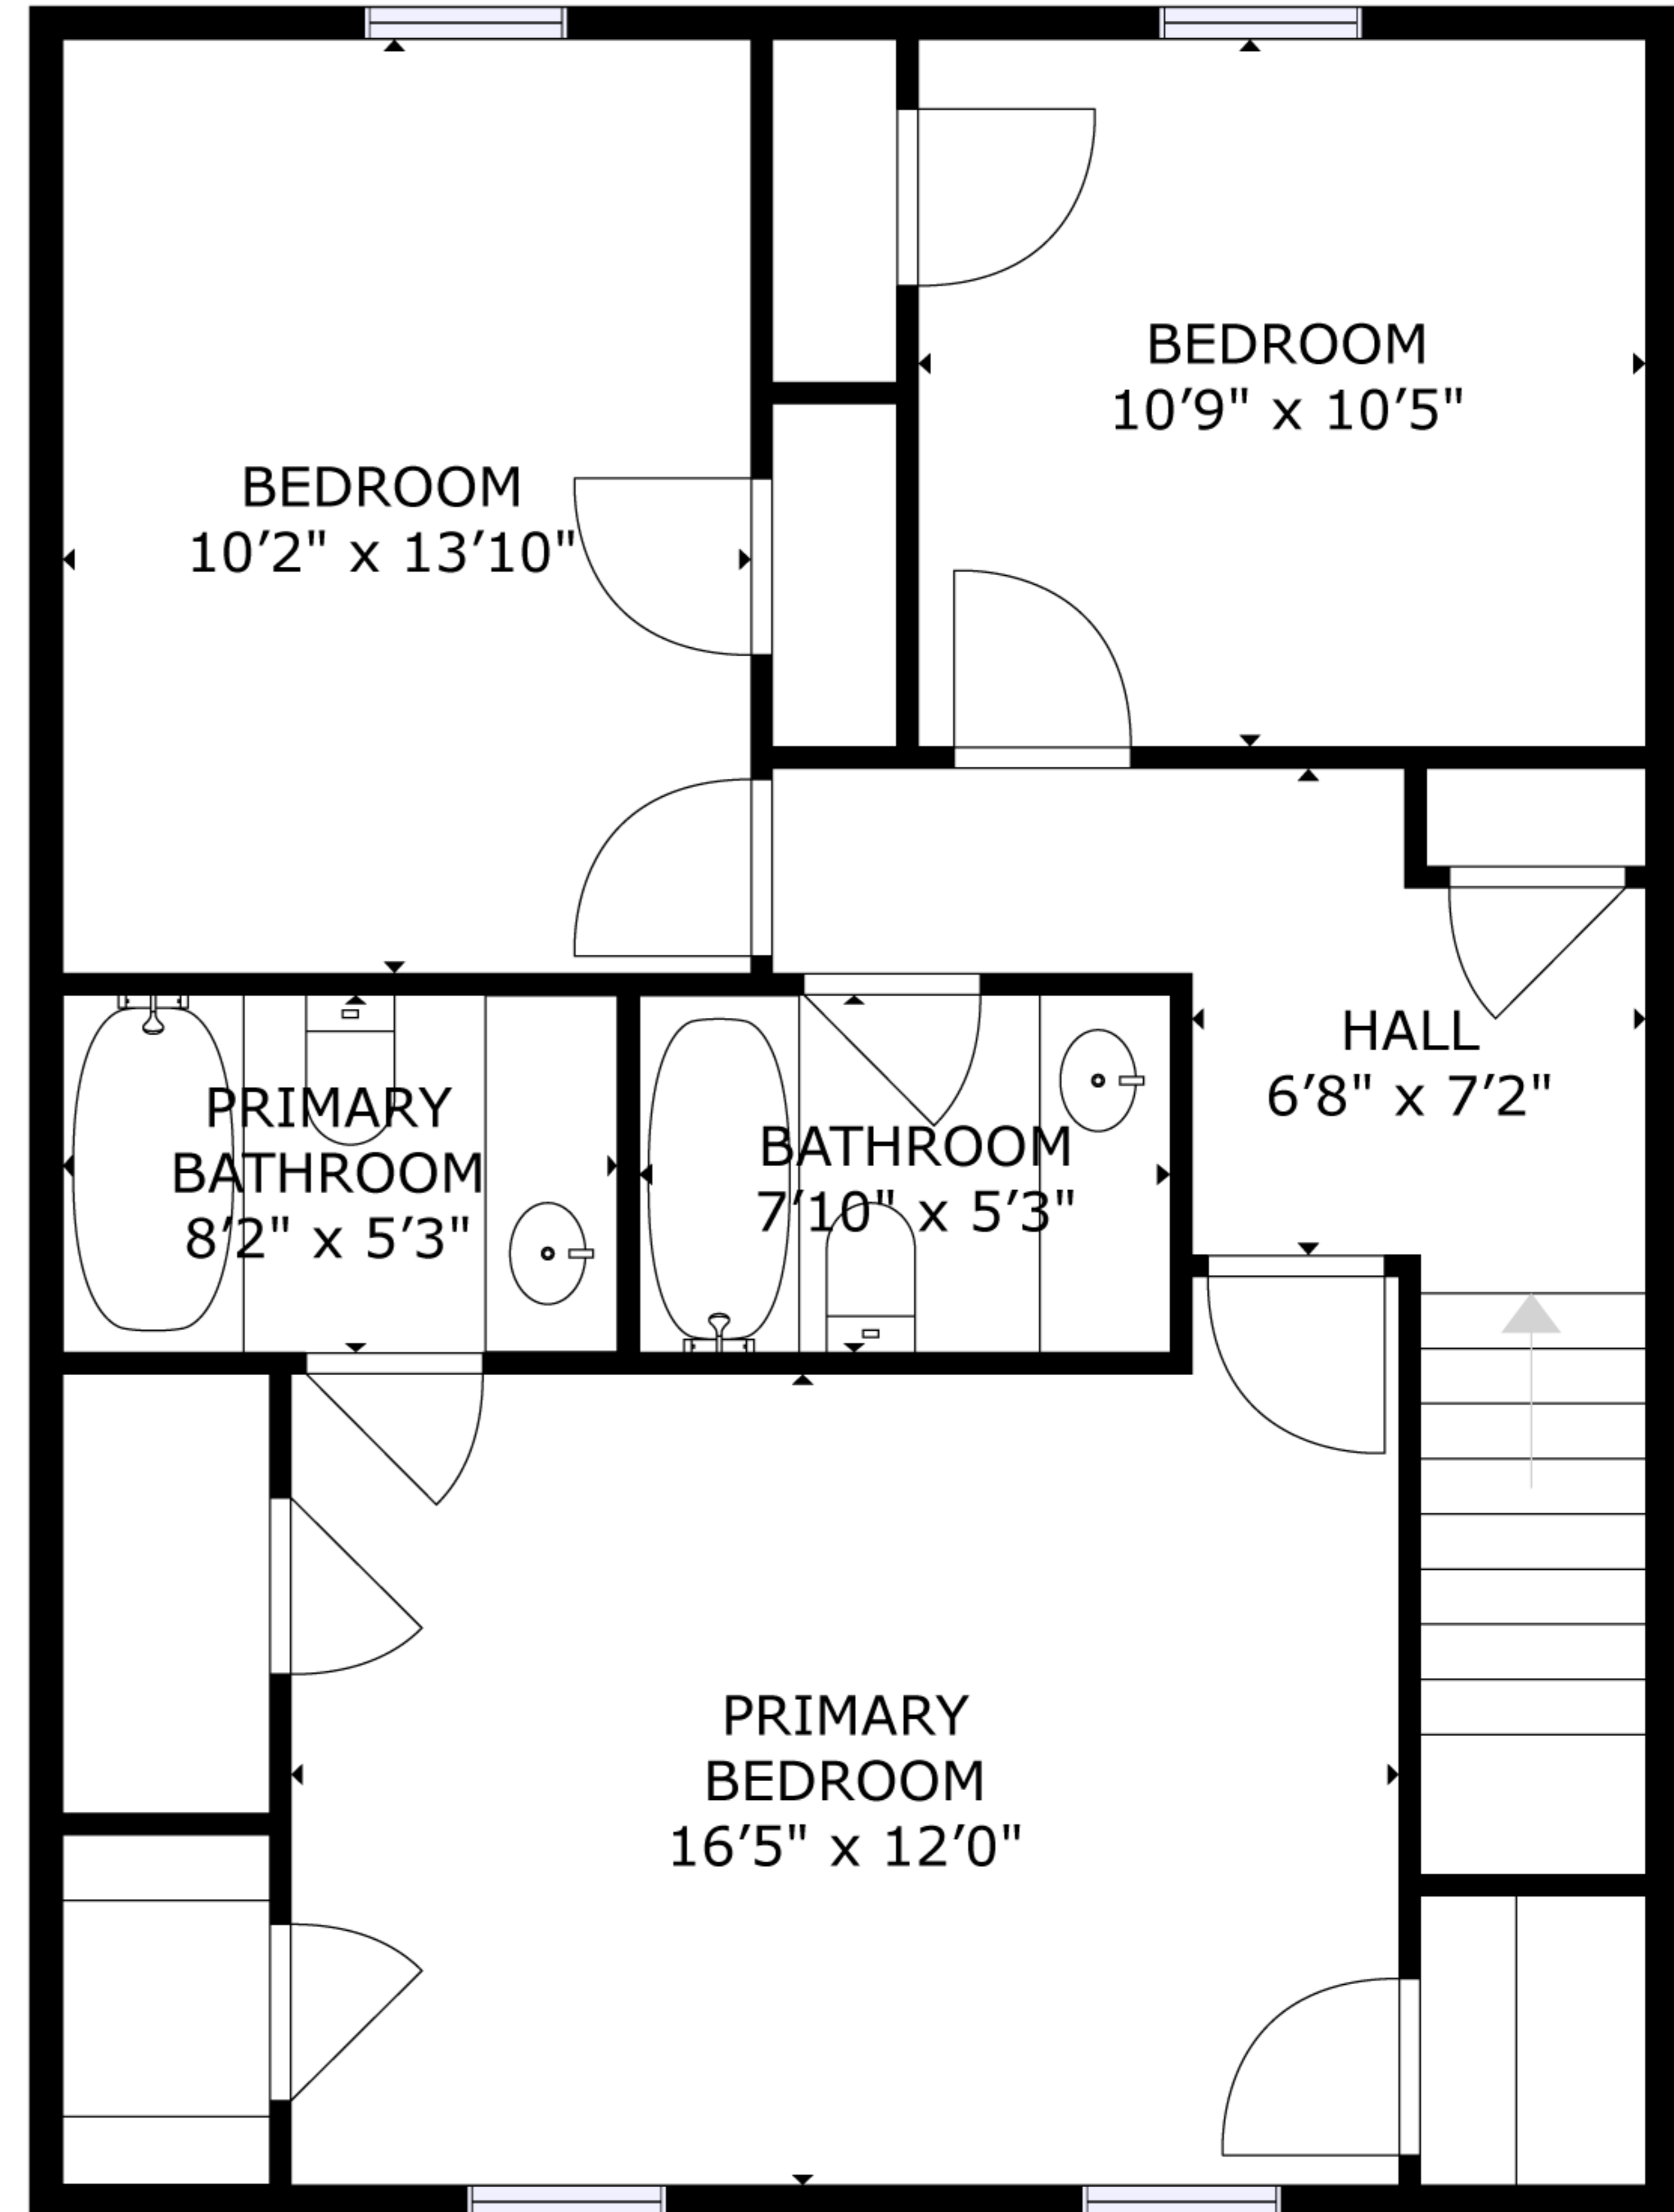 BEDROOM
10'9" x 10'5"
BEDROOM
10'2" x 13'10"
HALL
6'8" x 7'2"
PRIMARY
BATHROOM
8'2" x 5'3"
BATHROOM
7'10" x 5'3"
PRIMARY
BEDROOM
16'5" x 12'0"